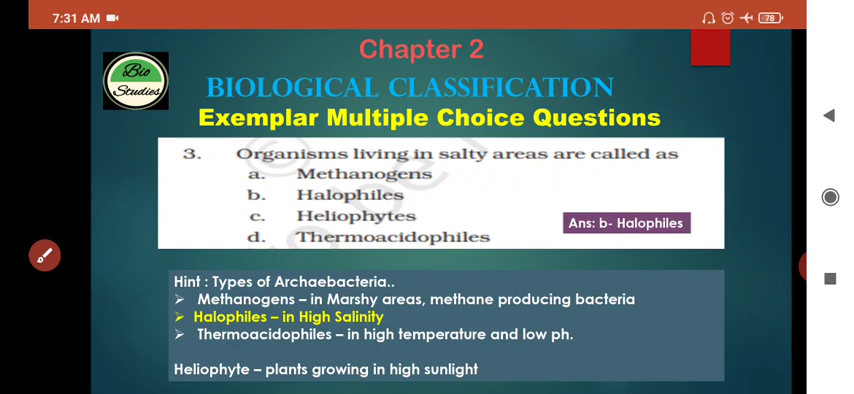 7:31 AM
78
Chapter 2
Bio
Studies
BIOLOGICAL CLASSIFICATION
Exemplar Multiple Choice Questions
3. Organisms living in salty areas are called as
a. Methanogens
b. Halophiles
c. Heliophytes
d. Thermoacidophiles
Ans: b- Halophiles
Hint : Types of Archaebacteria..
➢ Methanogens – in Marshy areas, methane producing bacteria
➢ Halophiles – in High Salinity
➢ Thermoacidophiles – in high temperature and low ph.
Heliophyte – plants growing in high sunlight